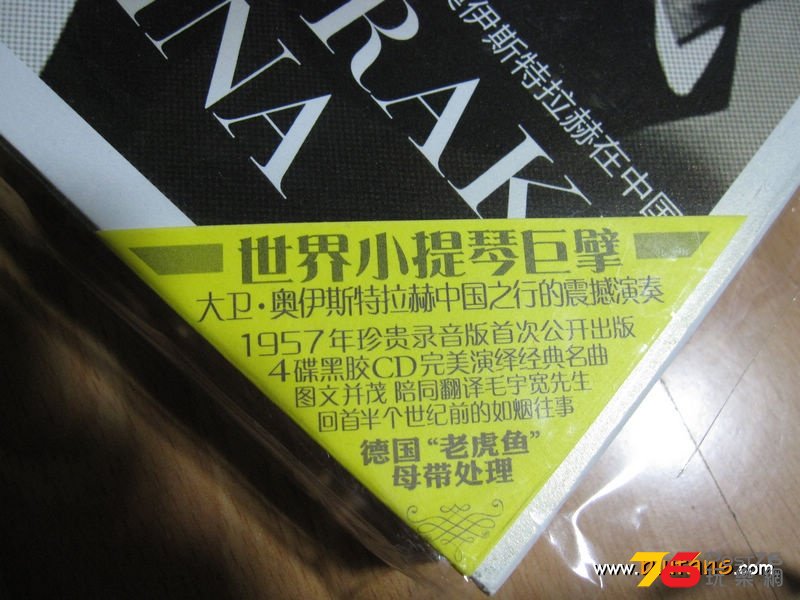 INA
RAK
奥伊斯特拉赫在中国
世界小提琴巨擘
大卫·奥伊斯特拉赫中国之行的震撼演奏
1957年珍贵录音版首次公开出版
4碟黑胶CD完美演绎经典名曲
图文并茂 陪同翻译毛宇宽先生
回首半个世纪前的如烟往事
德国“老虎鱼”
母带处理